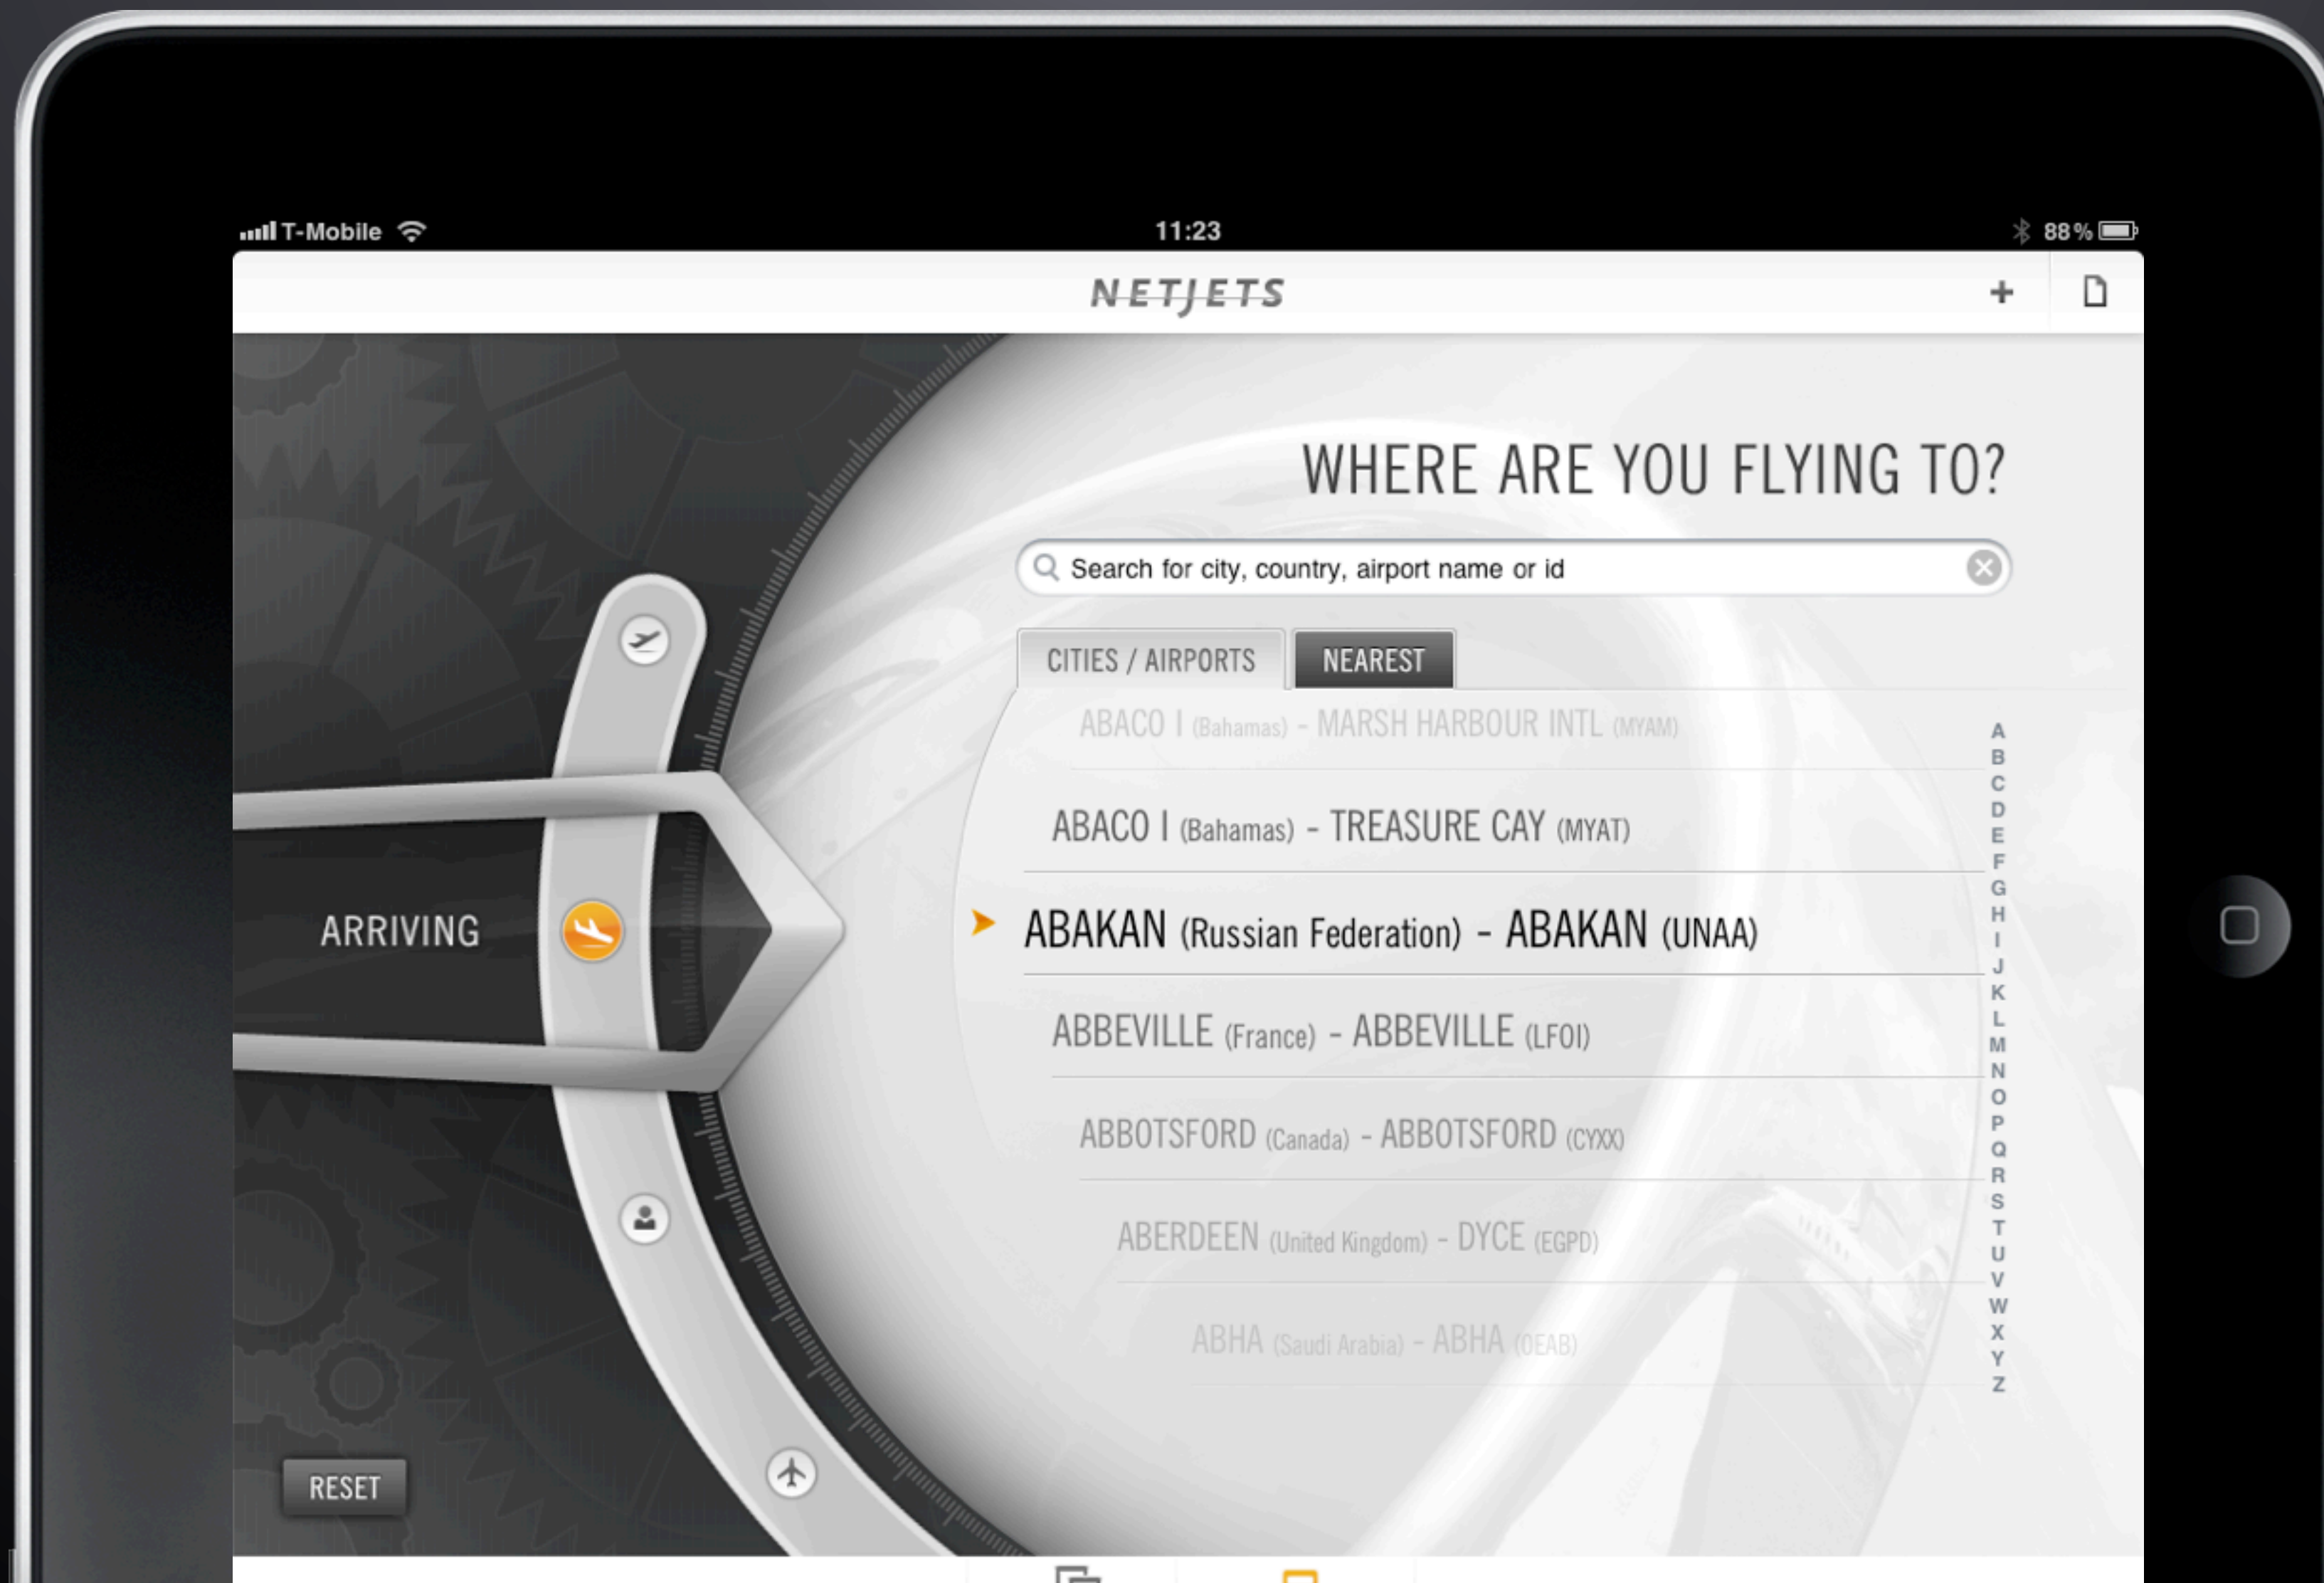 T-Mobile 11:23 88%
NETJETS
WHERE ARE YOU FLYING TO?
Search for city, country, airport name or id
CITIES / AIRPORTS NEAREST
ABACO I (Bahamas) - MARSH HARBOUR INTL (MYAM)
ABACO I (Bahamas) - TREASURE CAY (MYAT)
ARRIVING
ABAKAN (Russian Federation) - ABAKAN (UNAA)
ABBEVILLE (France) - ABBEVILLE (LFOI)
ABBOTSFORD (Canada) - ABBOTSFORD (CYXX)
ABERDEEN (United Kingdom) - DYCE (EGPD)
ABHA (Saudi Arabia) - ABHA (OEAB)
A
B
C
D
E
F
G
H
I
J
K
L
M
N
O
P
Q
R
S
T
U
V
W
X
Y
Z
RESET